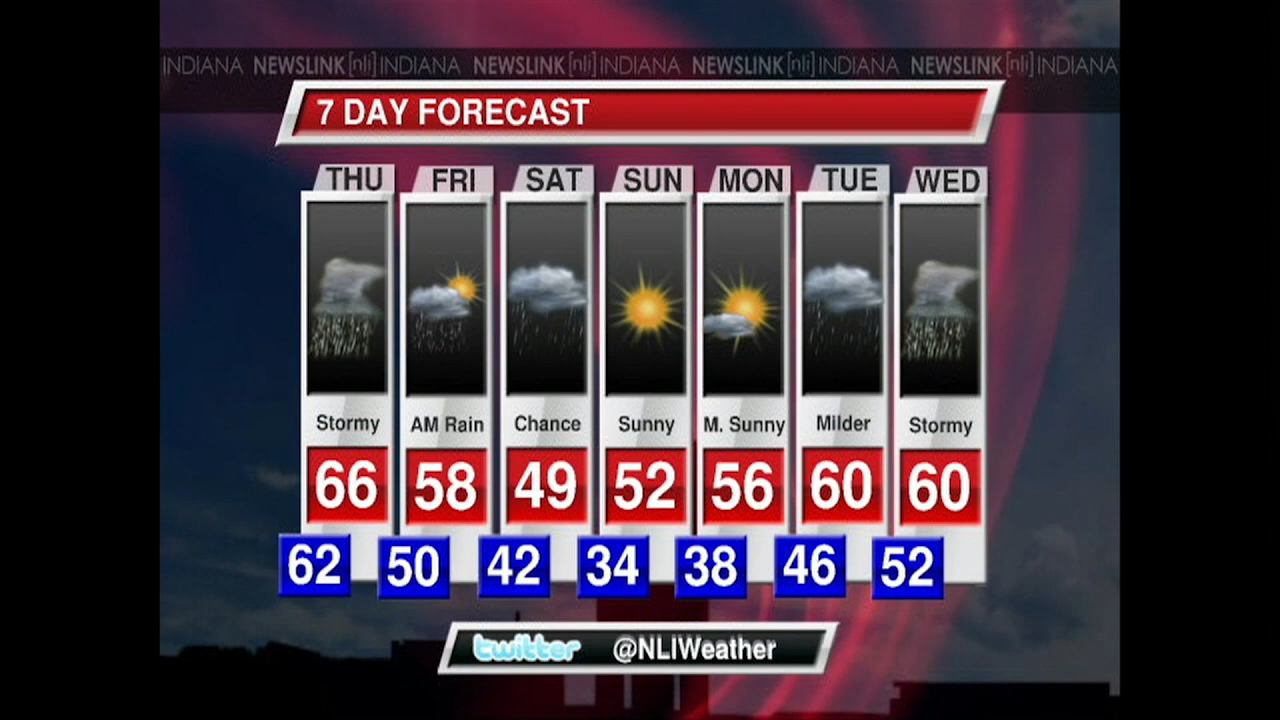 INDIANA NEWSLINK [nli] INDIANA NEWSLINK [nli] INDIANA NEWSLINK [nli] INDIANA NEWSLINK [nli] INDIANA
7 DAY FORECAST
THU FRI SAT SUN MON TUE WED
Stormy AM Rain Chance Sunny M. Sunny Milder Stormy
66 58 49 52 56 60 60
62 50 42 34 38 46 52
twitter @NLIWeather